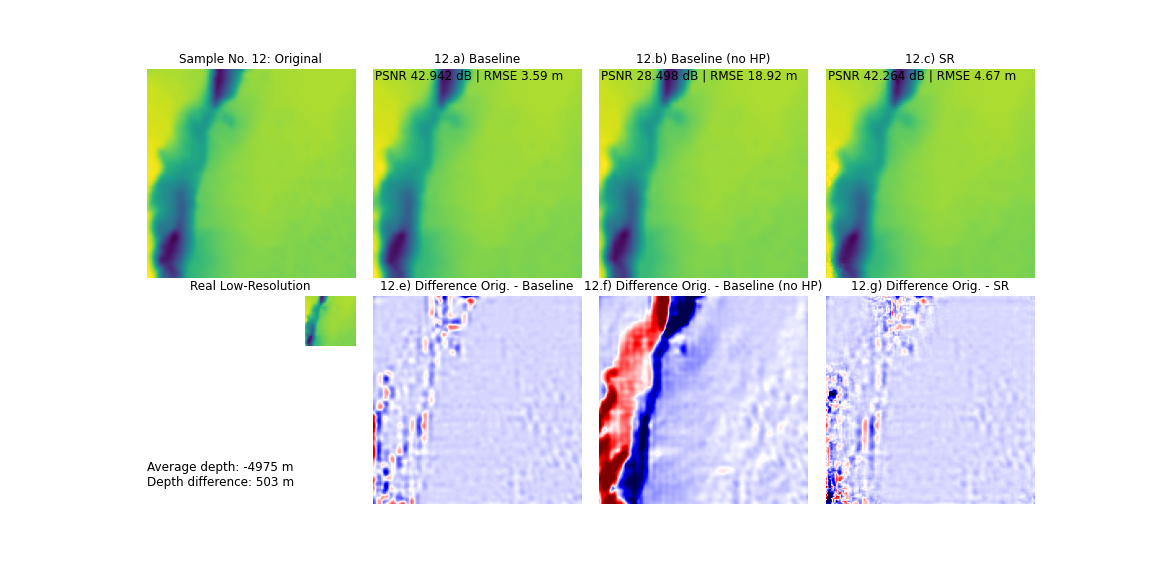 Sample No. 12: Original
12.a) Baseline
12.b) Baseline (no HP)
12.c) SR
PSNR 42.942 dB | RMSE 3.59 m
PSNR 28.498 dB | RMSE 18.92 m
PSNR 42.264 dB | RMSE 4.67 m
Real Low-Resolution
12.e) Difference Orig. - Baseline
12.f) Difference Orig. - Baseline (no HP)
12.g) Difference Orig. - SR
Average depth: -4975 m
Depth difference: 503 m